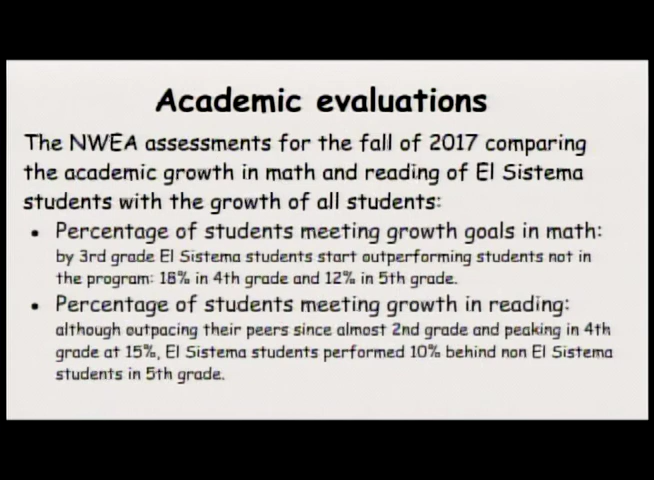 Academic evaluations
The NWEA assessments for the fall of 2017 comparing
the academic growth in math and reading of El Sistema
students with the growth of all students:
• Percentage of students meeting growth goals in math:
by 3rd grade El Sistema students start outperforming students not in
the program: 18% in 4th grade and 12% in 5th grade.
• Percentage of students meeting growth in reading:
although outpacing their peers since almost 2nd grade and peaking in 4th
grade at 15%, El Sistema students performed 10% behind non El Sistema
students in 5th grade.